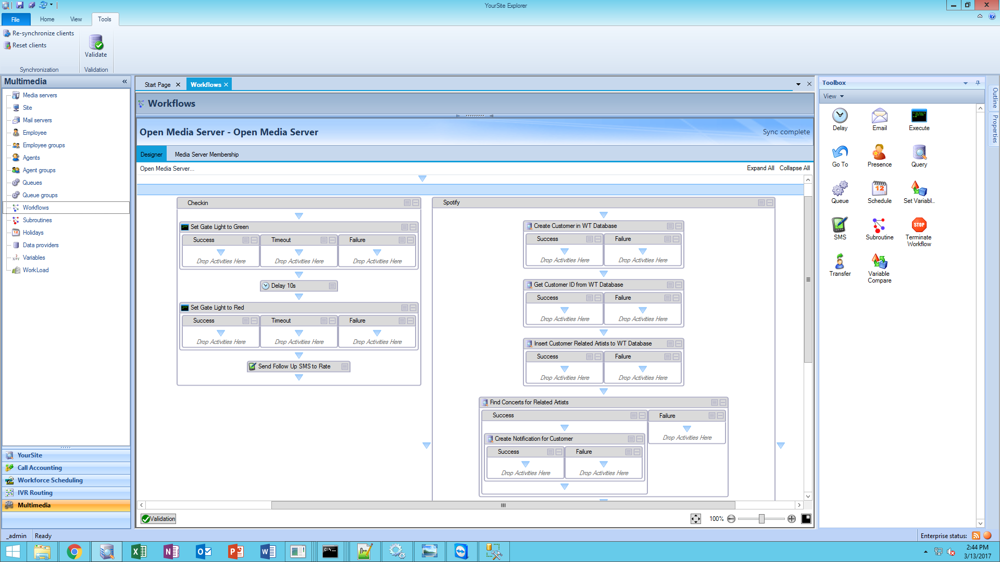 YourSite Explorer
File
Home
View
Tools
Re-synchronize clients
Reset clients
Validate
Synchronization
Validation
Multimedia
Media servers
Site
Mail servers
Employee
Employee groups
Agents
Agent groups
Queues
Queue groups
Workflows
Subroutines
Holidays
Data providers
Variables
WorkLoad
YourSite
Call Accounting
Workforce Scheduling
IVR Routing
Multimedia
_admin
Ready
Start Page
Workflows
Workflows
Open Media Server - Open Media Server
Sync complete
Designer
Media Server Membership
Open Media Server...
Expand All
Collapse All
Checkin
Set Gate Light to Green
Success
Timeout
Failure
Drop Activities Here
Drop Activities Here
Drop Activities Here
Delay 10s
Set Gate Light to Red
Success
Timeout
Failure
Drop Activities Here
Drop Activities Here
Drop Activities Here
Send Follow Up SMS to Rate
Spotify
Create Customer in WT Database
Success
Failure
Drop Activities Here
Drop Activities Here
Get Customer ID from WT Database
Success
Failure
Drop Activities Here
Drop Activities Here
Insert Customer Related Artists to WT Database
Success
Failure
Drop Activities Here
Drop Activities Here
Find Concerts for Related Artists
Success
Failure
Drop Activities Here
Create Notification for Customer
Success
Failure
Drop Activities Here
Drop Activities Here
Validation
100%
Toolbox
View
Delay
Email
Execute
Go To
Presence
Query
Queue
Schedule
Set Variabl...
SMS
Subroutine
Terminate
Workflow
STOP
Transfer
Variable
Compare
Outline
Properties
Enterprise status:
2:44 PM
3/13/2017